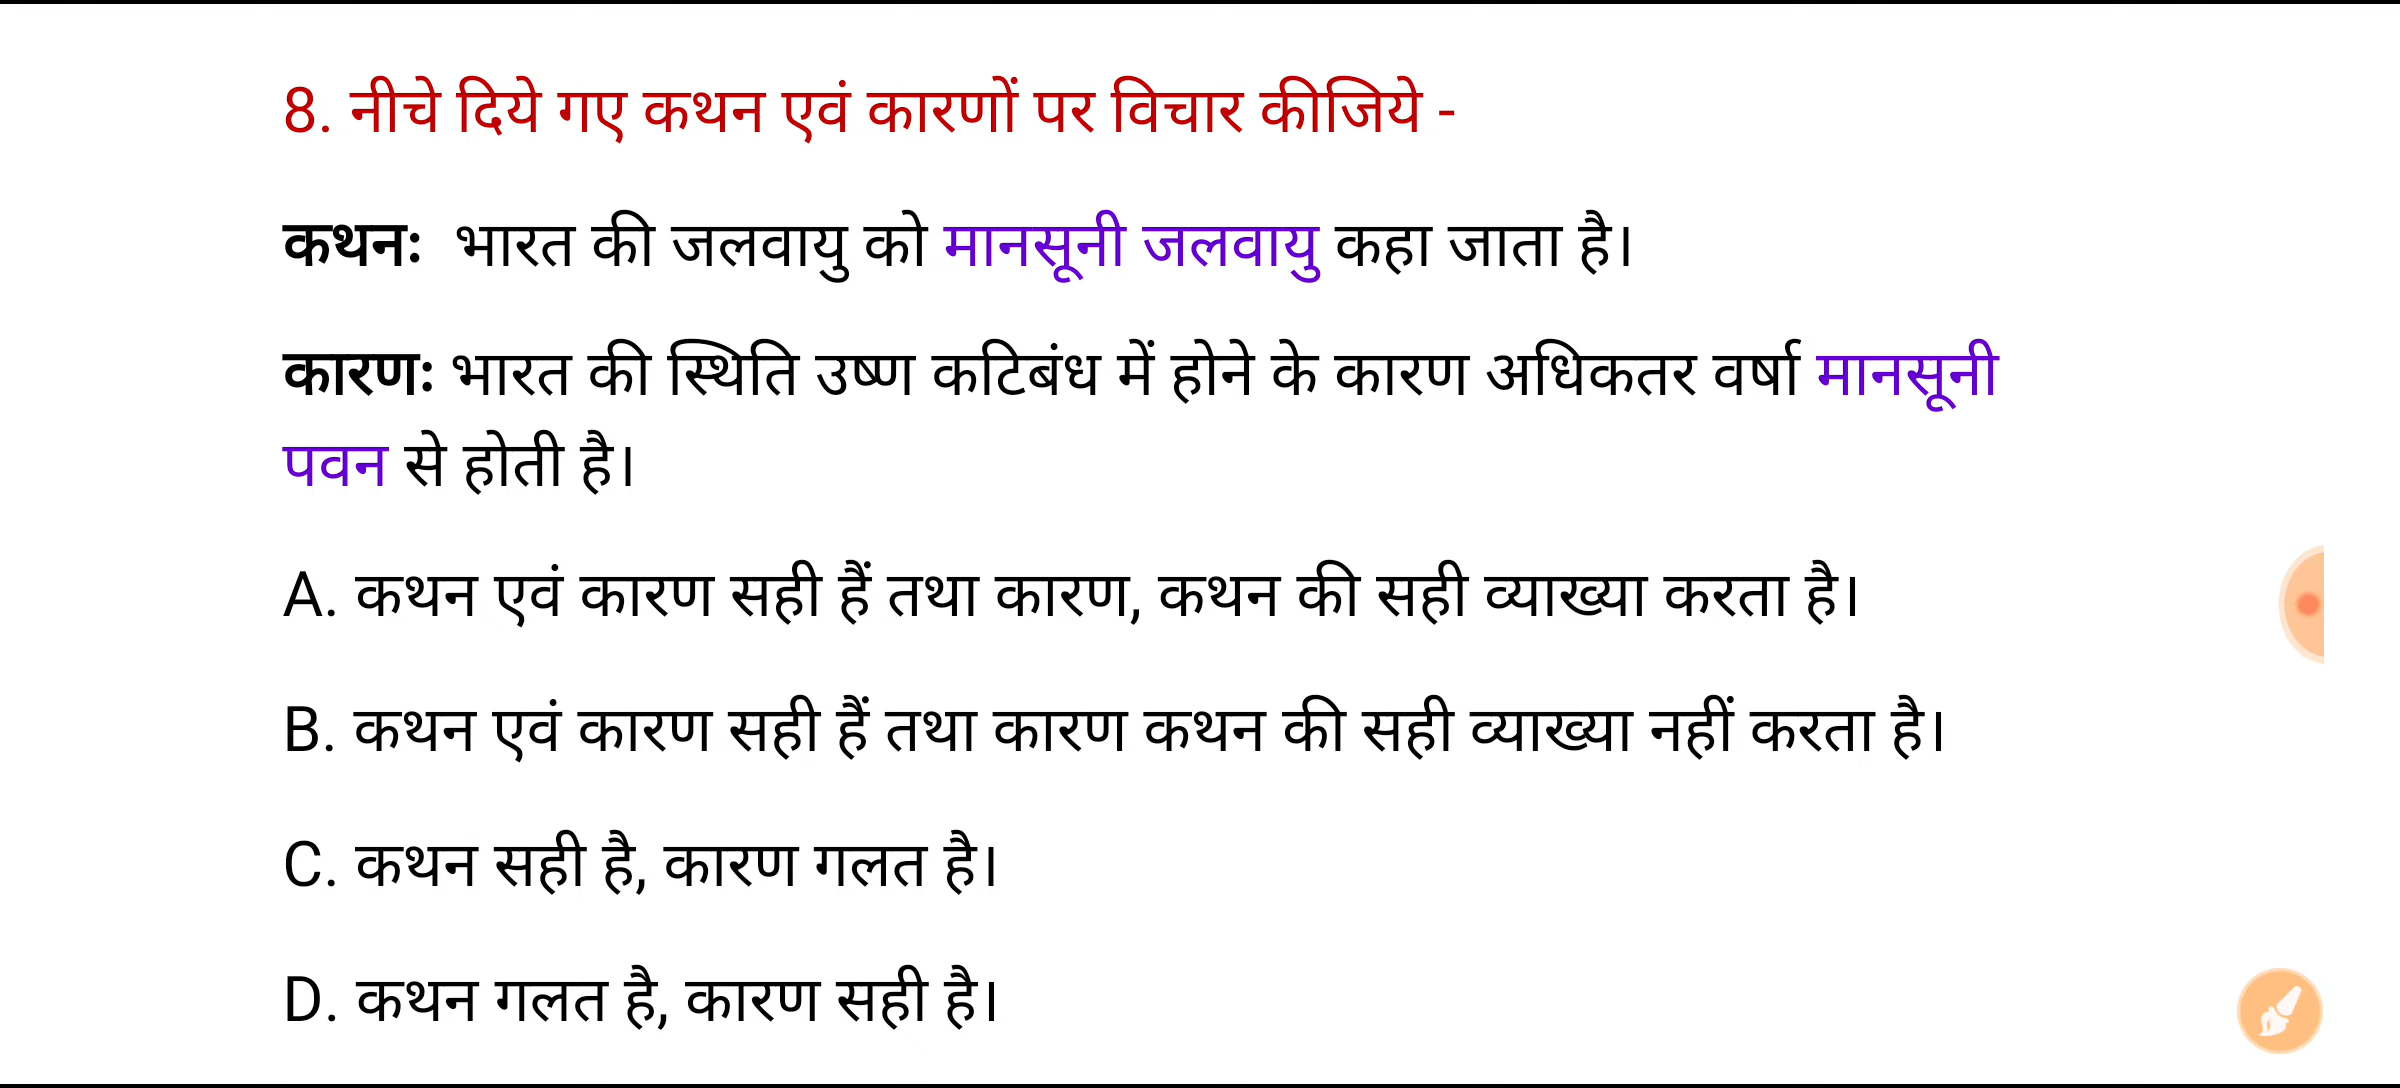 8. नीचे दिये गए कथन एवं कारणों पर विचार कीजिये -
कथनः भारत की जलवायु को मानसूनी जलवायु कहा जाता है।
कारणः भारत की स्थिति उष्ण कटिबंध में होने के कारण अधिकतर वर्षा मानसूनी
पवन से होती है।
A. कथन एवं कारण सही हैं तथा कारण, कथन की सही व्याख्या करता है।
B. कथन एवं कारण सही हैं तथा कारण कथन की सही व्याख्या नहीं करता है।
C. कथन सही है, कारण गलत है।
D. कथन गलत है, कारण सही है।